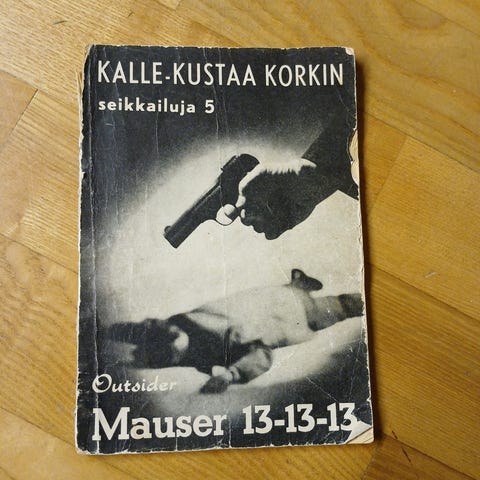 KALLE-KUSTAA KORKIN
seikkailuja 5
Outsider
Mauser 13-13-13